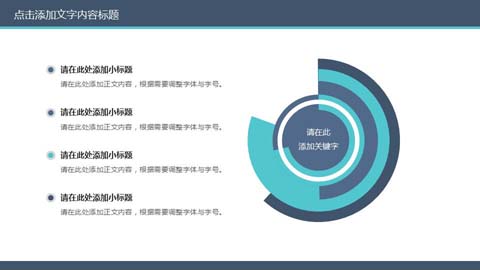 点击添加文字内容标题
请在此处添加小标题
请在此处添加正文内容，根据需要调整字体与字号。
请在此处添加小标题
请在此处添加正文内容，根据需要调整字体与字号。
请在此处添加小标题
请在此处添加正文内容，根据需要调整字体与字号。
请在此处添加小标题
请在此处添加正文内容，根据需要调整字体与字号。
请在此
添加关键字